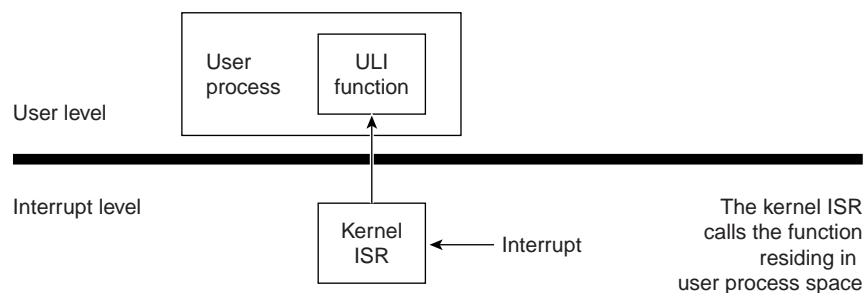 User
process
ULI
function
User level
Interrupt level
Kernel
ISR
Interrupt
The kernel ISR
calls the function
residing in
user process space